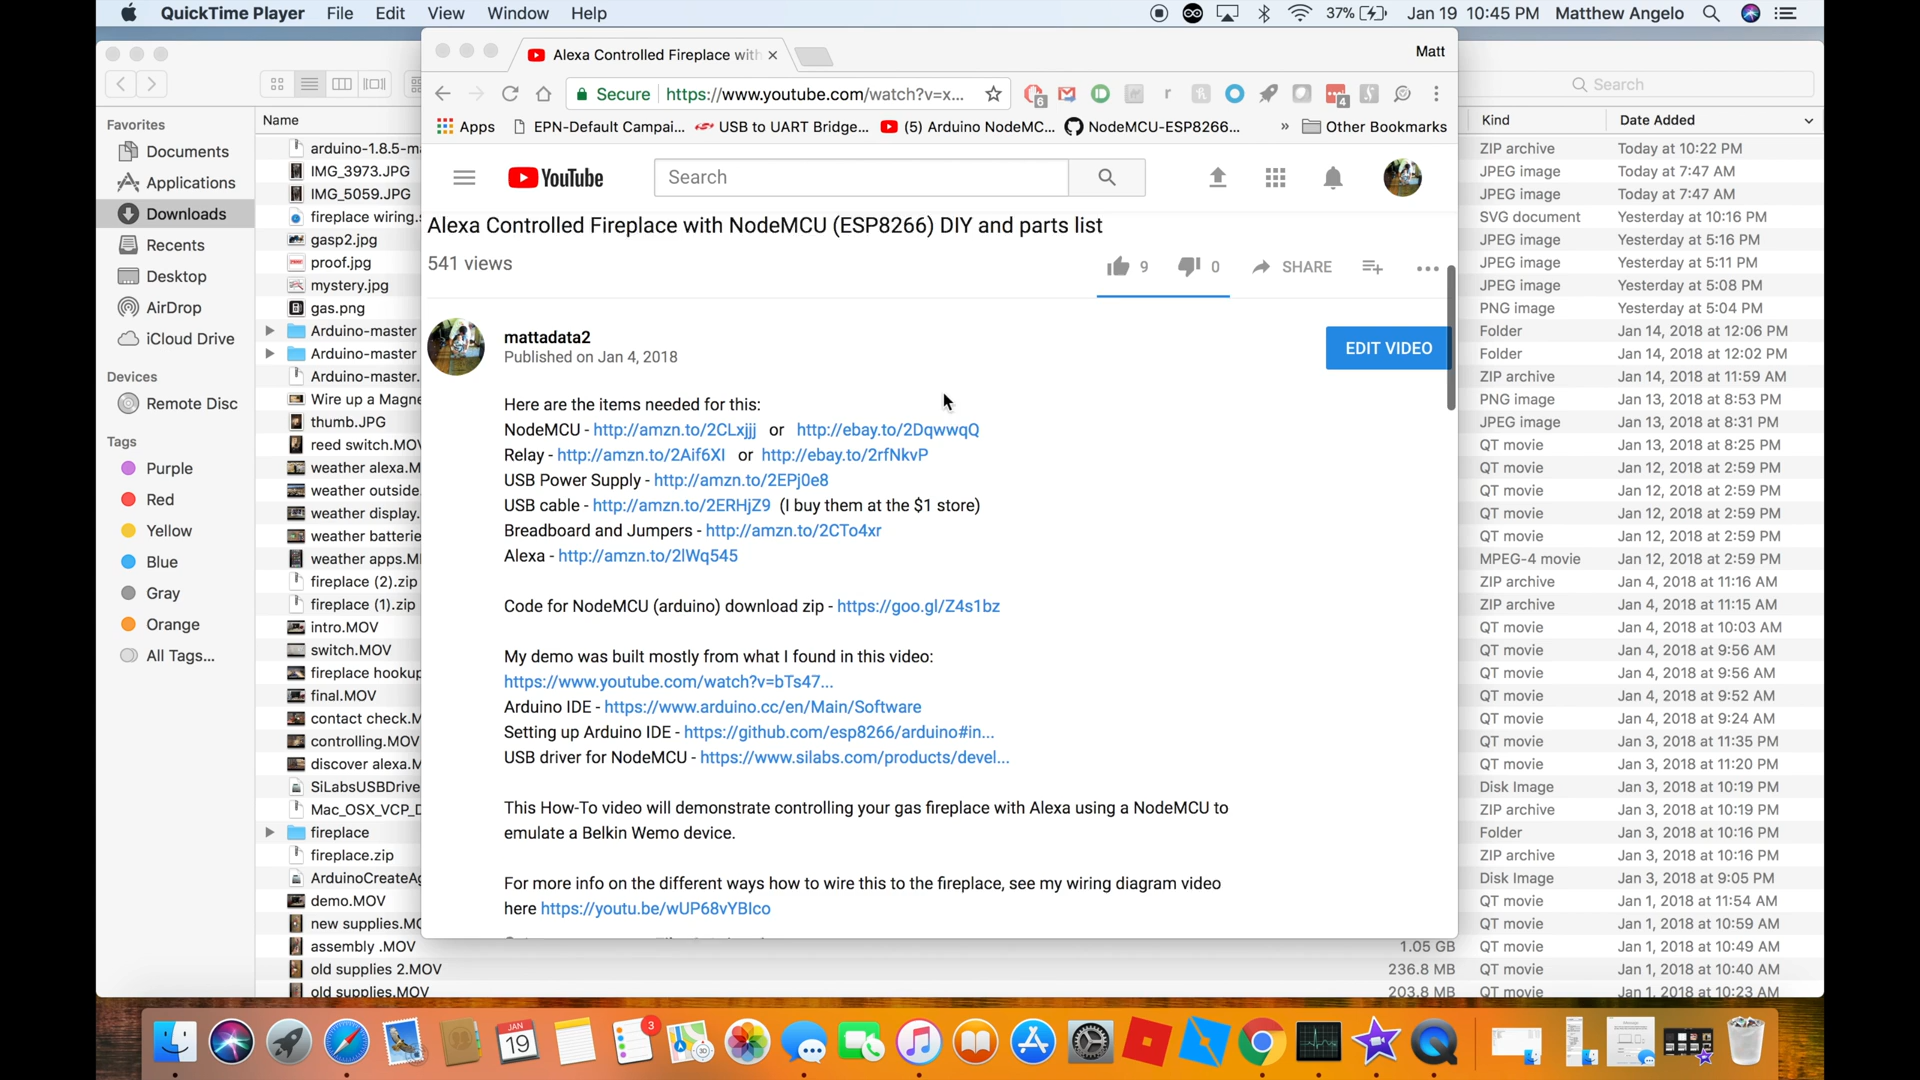 QuickTime Player File Edit View Window Help
37% Jan 19 10:45 PM Matthew Angelo
Alexa Controlled Fireplace with
Matt
Secure https://www.youtube.com/watch?v=x...
6
4
Search
Apps EPN-Default Campai... USB to UART Bridge... (5) Arduino NodeMC... NodeMCU-ESP8266... » Other Bookmarks
YouTube
Search
Alexa Controlled Fireplace with NodeMCU (ESP8266) DIY and parts list
541 views
9 0 SHARE
mattadata2
Published on Jan 4, 2018
EDIT VIDEO
Here are the items needed for this:
NodeMCU - http://amzn.to/2CLxjjj or http://ebay.to/2DqwwqQ
Relay - http://amzn.to/2Aif6XI or http://ebay.to/2rfNkvP
USB Power Supply - http://amzn.to/2EPj0e8
USB cable - http://amzn.to/2ERHjZ9 (I buy them at the $1 store)
Breadboard and Jumpers - http://amzn.to/2CTo4xr
Alexa - http://amzn.to/2lWq545
Code for NodeMCU (arduino) download zip - https://goo.gl/Z4s1bz
My demo was built mostly from what I found in this video:
https://www.youtube.com/watch?v=bTs47...
Arduino IDE - https://www.arduino.cc/en/Main/Software
Setting up Arduino IDE - https://github.com/esp8266/arduino#in...
USB driver for NodeMCU - https://www.silabs.com/products/devel...
This How-To video will demonstrate controlling your gas fireplace with Alexa using a NodeMCU to
emulate a Belkin Wemo device.
For more info on the different ways how to wire this to the fireplace, see my wiring diagram video
here https://youtu.be/wUP68vYBIco
Favorites
Documents
Applications
Downloads
Recents
Desktop
AirDrop
iCloud Drive
Devices
Remote Disc
Tags
Purple
Red
Yellow
Blue
Gray
Orange
All Tags...
Name
arduino-1.8.5-ma
IMG_3973.JPG
IMG_5059.JPG
fireplace wiring.s
gasp2.jpg
proof.jpg
mystery.jpg
gas.png
Arduino-master
Arduino-master
Arduino-master.
Wire up a Magne
thumb.JPG
reed switch.MOV
weather alexa.M
weather outside.
weather display.
weather batterie
weather apps.M
fireplace (2).zip
fireplace (1).zip
intro.MOV
switch.MOV
fireplace hookup
final.MOV
contact check.M
controlling.MOV
discover alexa.M
SiLabsUSBDrive
Mac_OSX_VCP_D
fireplace
fireplace.zip
ArduinoCreateAg
demo.MOV
new supplies.MO
assembly .MOV
old supplies 2.MOV
old supplies.MOV
1.05 GB
236.8 MB
203.8 MB
Kind Date Added
ZIP archive Today at 10:22 PM
JPEG image Today at 7:47 AM
JPEG image Today at 7:47 AM
SVG document Yesterday at 10:16 PM
JPEG image Yesterday at 5:16 PM
JPEG image Yesterday at 5:11 PM
JPEG image Yesterday at 5:08 PM
PNG image Yesterday at 5:04 PM
Folder Jan 14, 2018 at 12:06 PM
Folder Jan 14, 2018 at 12:02 PM
ZIP archive Jan 14, 2018 at 11:59 AM
PNG image Jan 13, 2018 at 8:53 PM
JPEG image Jan 13, 2018 at 8:31 PM
QT movie Jan 13, 2018 at 8:25 PM
QT movie Jan 12, 2018 at 2:59 PM
QT movie Jan 12, 2018 at 2:59 PM
QT movie Jan 12, 2018 at 2:59 PM
QT movie Jan 12, 2018 at 2:59 PM
MPEG-4 movie Jan 12, 2018 at 2:59 PM
ZIP archive Jan 4, 2018 at 11:16 AM
ZIP archive Jan 4, 2018 at 11:15 AM
QT movie Jan 4, 2018 at 10:03 AM
QT movie Jan 4, 2018 at 9:56 AM
QT movie Jan 4, 2018 at 9:56 AM
QT movie Jan 4, 2018 at 9:52 AM
QT movie Jan 4, 2018 at 9:24 AM
QT movie Jan 3, 2018 at 11:35 PM
QT movie Jan 3, 2018 at 11:20 PM
Disk Image Jan 3, 2018 at 10:19 PM
ZIP archive Jan 3, 2018 at 10:19 PM
Folder Jan 3, 2018 at 10:16 PM
ZIP archive Jan 3, 2018 at 10:16 PM
Disk Image Jan 3, 2018 at 9:05 PM
QT movie Jan 1, 2018 at 11:54 AM
QT movie Jan 1, 2018 at 10:59 AM
QT movie Jan 1, 2018 at 10:49 AM
QT movie Jan 1, 2018 at 10:40 AM
QT movie Jan 1, 2018 at 10:23 AM
JAN
19
3